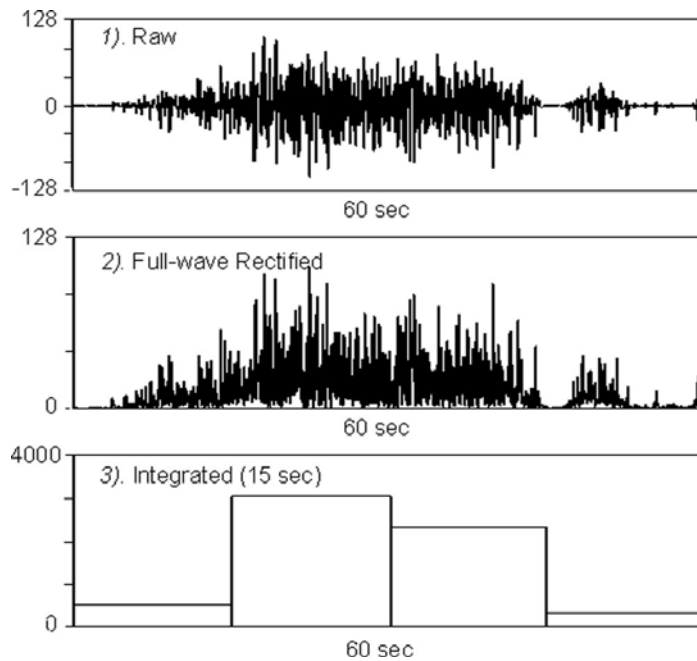 128
1). Raw
0
-128
60 sec
128
2). Full-wave Rectified
0
60 sec
4000
3). Integrated (15 sec)
0
60 sec